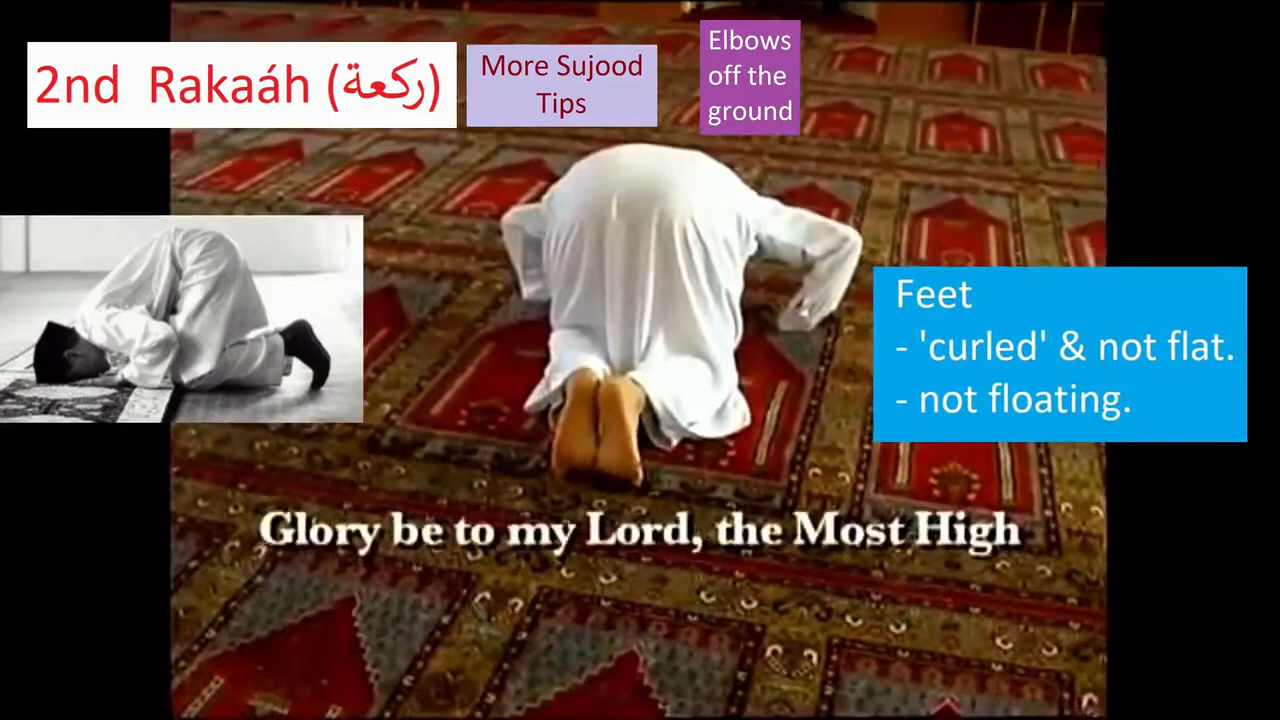 2nd Rakaáh (ركعة)
More Sujood
Tips
Elbows
off the
ground
Feet
- 'curled' & not flat.
- not floating.
Glory be to my Lord, the Most High